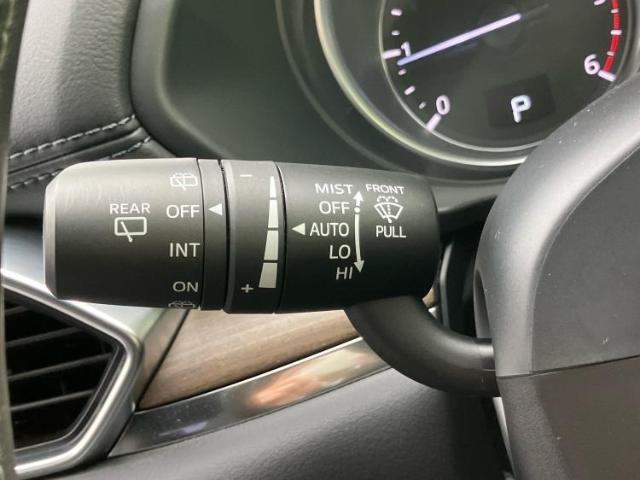 1
0
6
P
REAR
OFF
INT
ON
−
+
MIST
OFF
AUTO
LO
HI
FRONT
PULL